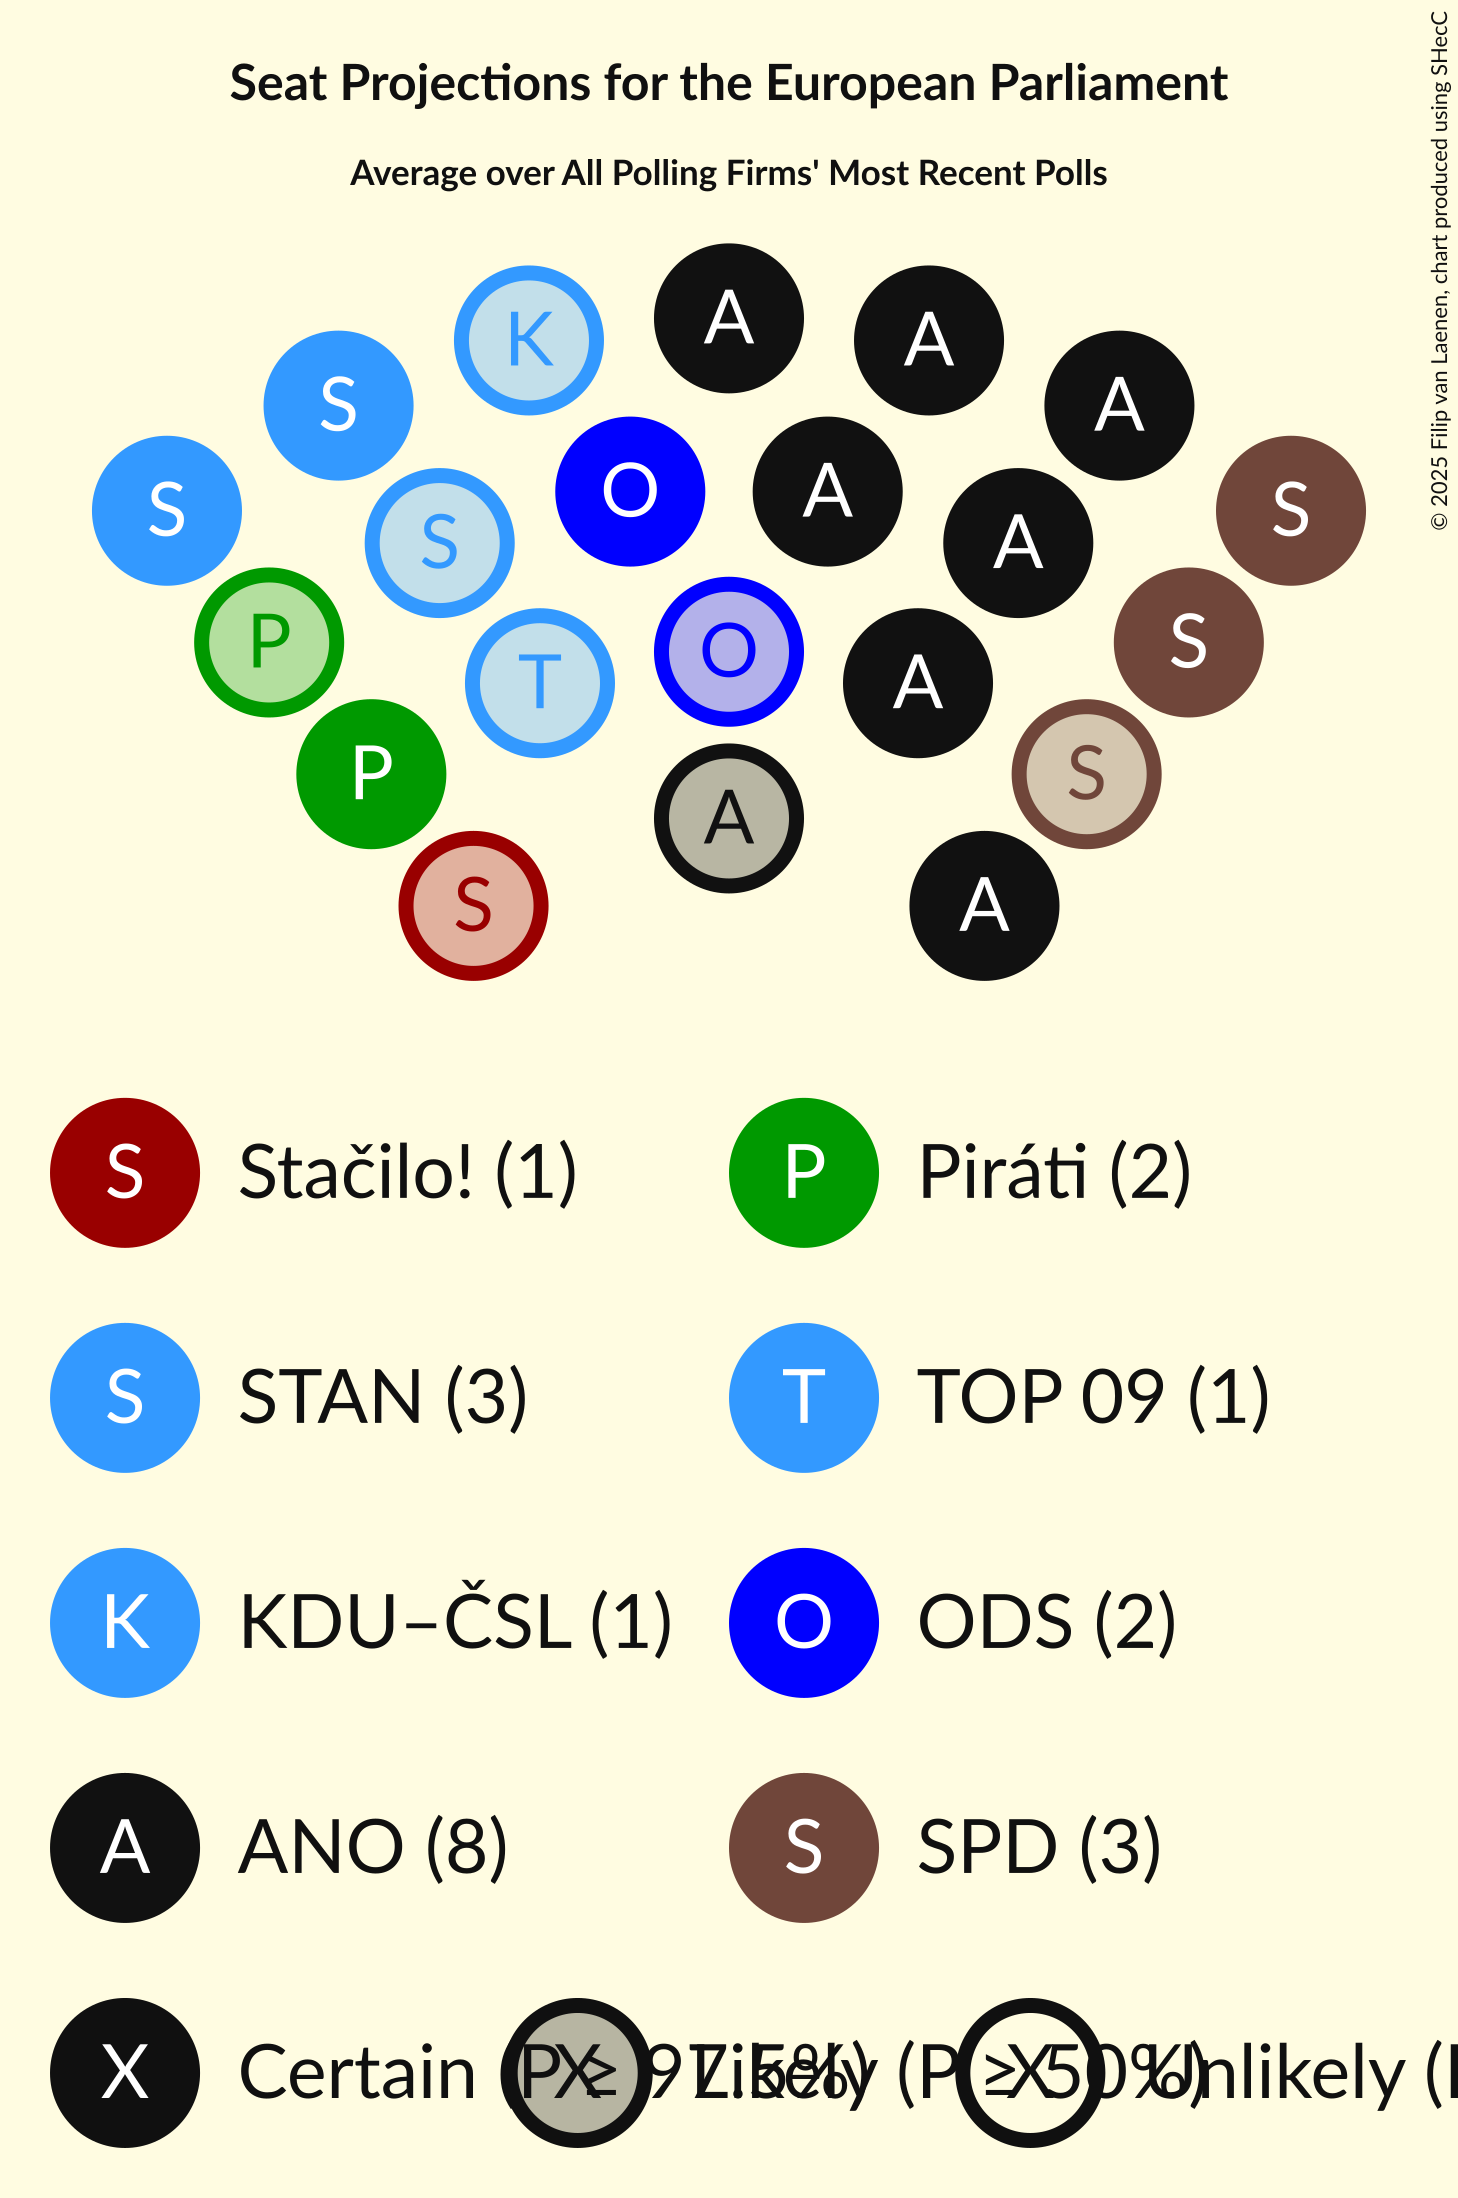 Seat Projections for the European Parliament
Average over All Polling Firms' Most Recent Polls
© 2025 Filip van Laenen, chart produced using SHecC
K A A
S A
S O A S
S A
P T O A S
P A S
S A
S Stačilo! (1) P Piráti (2)
S STAN (3) T TOP 09 (1)
K KDU–ČSL (1) O ODS (2)
A ANO (8) S SPD (3)
X Certain (P ≥ 97.5%) X Likely (P ≥ 50%) X Unlikely (